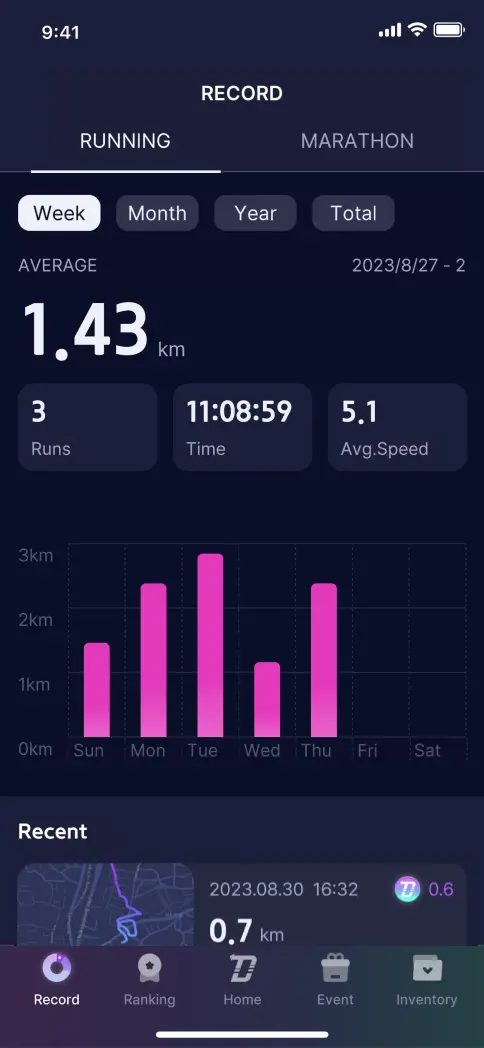 9:41
RECORD
RUNNING MARATHON
Week Month Year Total
AVERAGE 2023/8/27 - 2
1.43 km
3 11:08:59 5.1
Runs Time Avg.Speed
3km
2km
1km
0km Sun Mon Tue Wed Thu Fri Sat
Recent
2023.08.30 16:32 0.6
0.7 km
Record Ranking Home Event Inventory